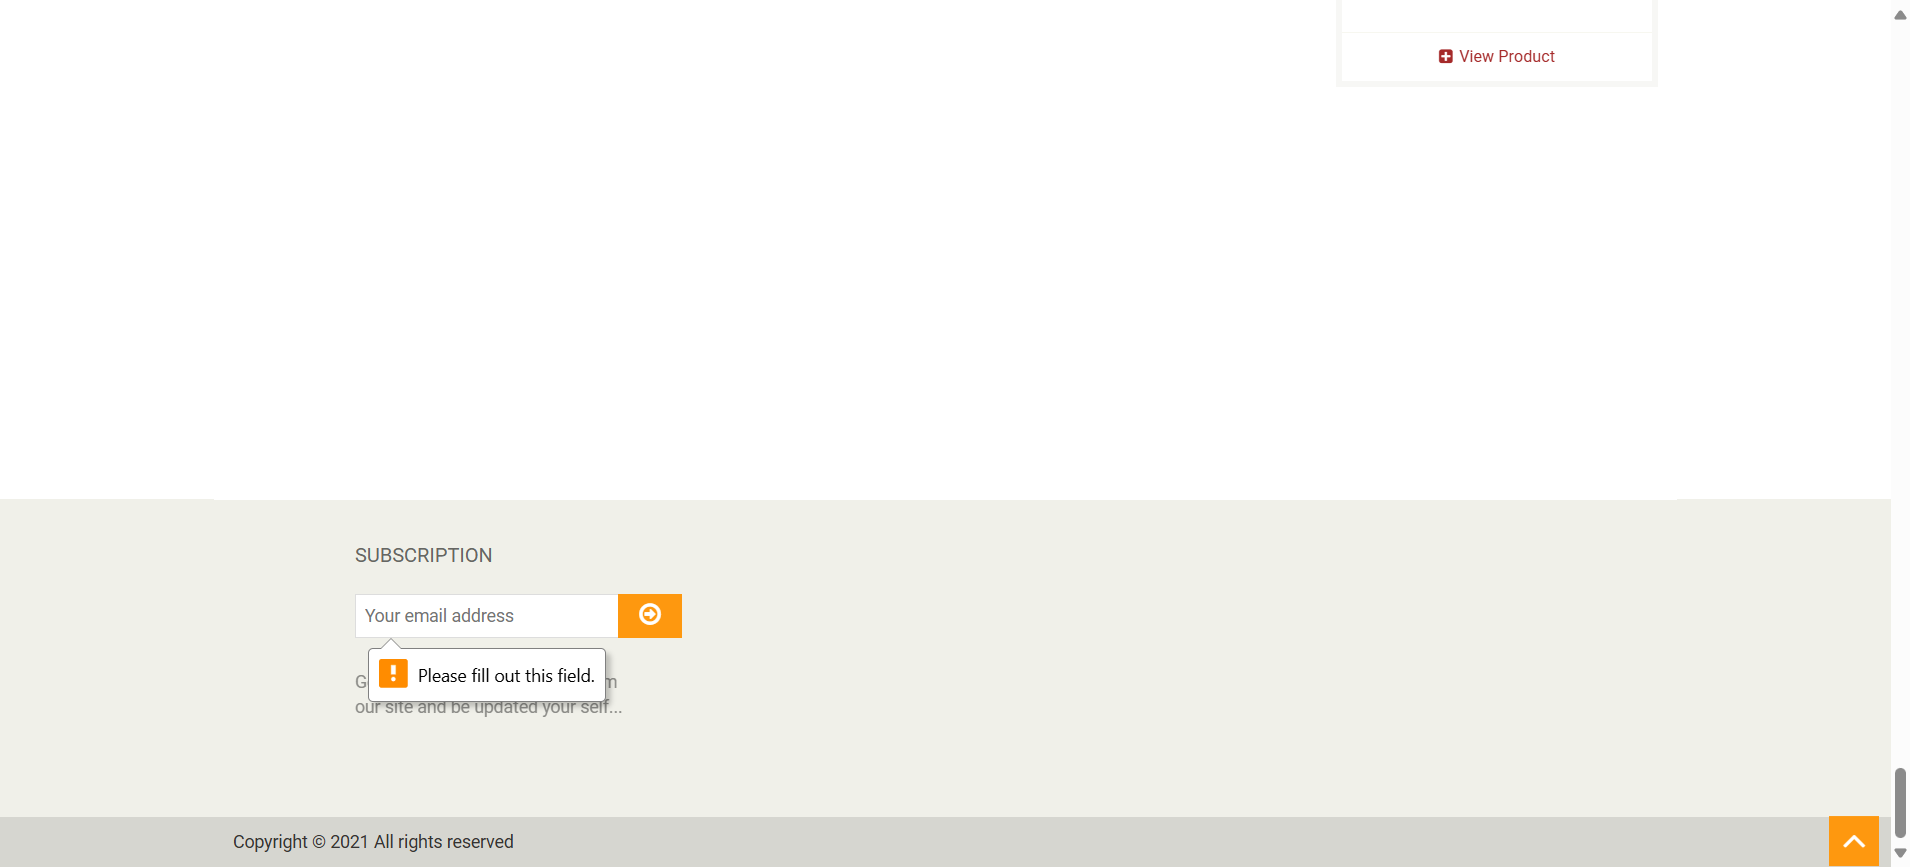 View Product
SUBSCRIPTION
Your email address
Please fill out this field.
our site and be updated your self...
Copyright © 2021 All rights reserved